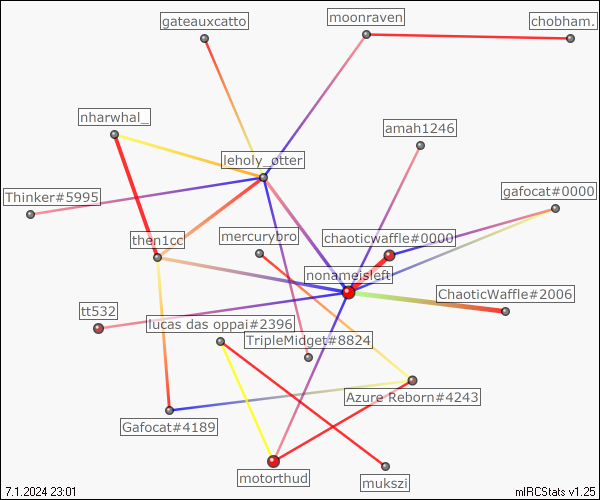 gateauxcatto
moonraven
chobham.
nharwhal_
amah1246
leholy_otter
Thinker#5995
gafocat#0000
then1cc
mercurybro
chaoticwaffle#0000
nonameisleft
ChaoticWaffle#2006
tt532
lucas das oppai#2396
TripleMidget#8824
Azure Reborn#4243
Gafocat#4189
motorthud
mukszi
7.1.2024 23:01
mIRCStats v1.25